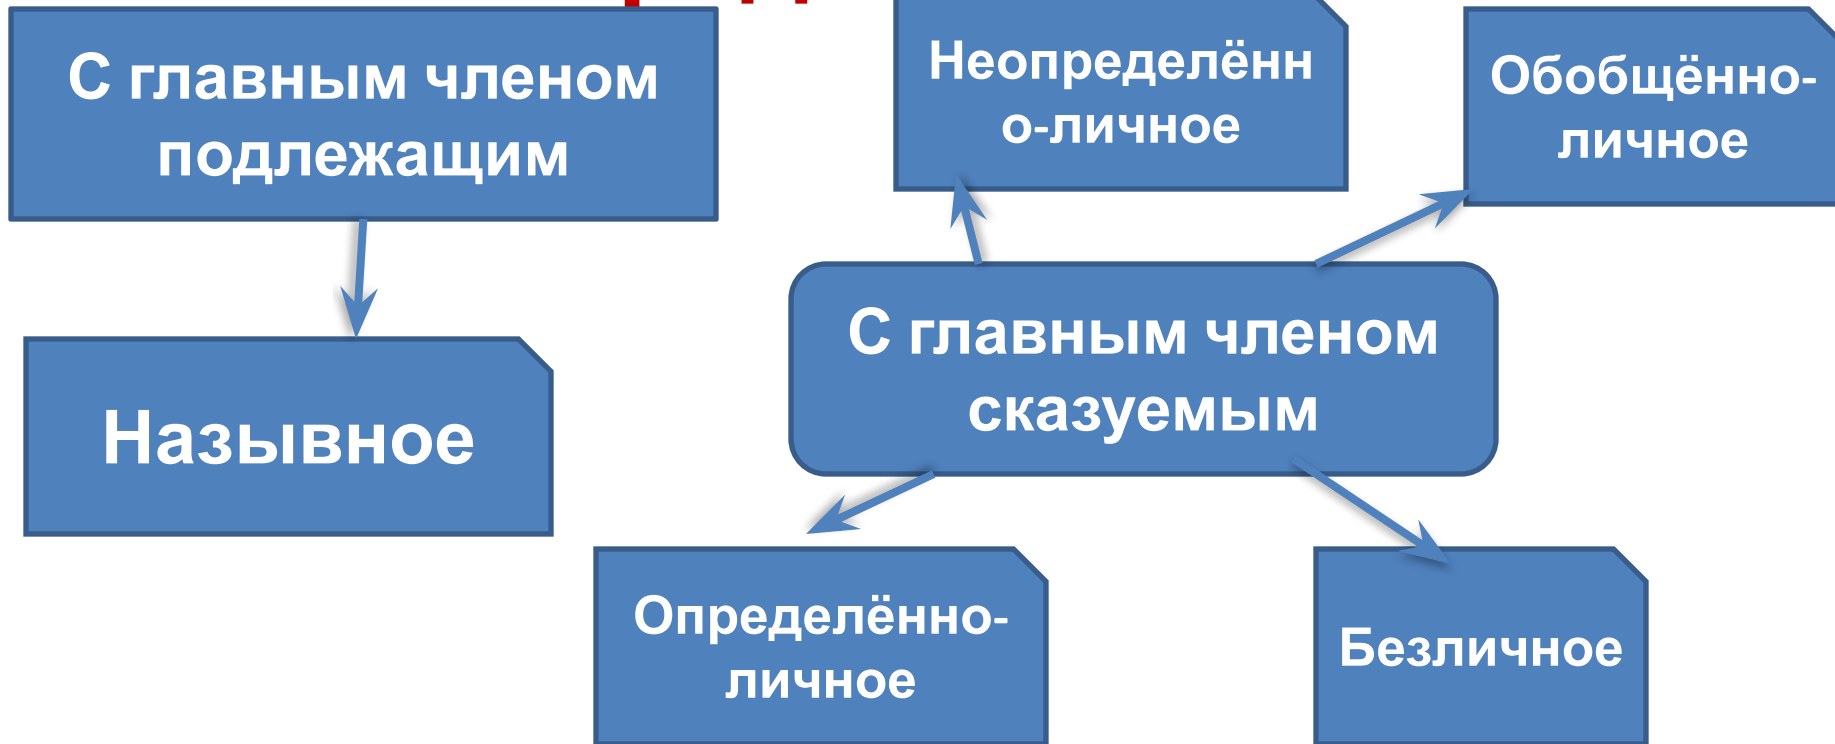 С главным членом
подлежащим
Неопределённ
о-личное
Обобщённо-
личное
С главным членом
сказуемым
Назывное
Определённо-
личное
Безличное